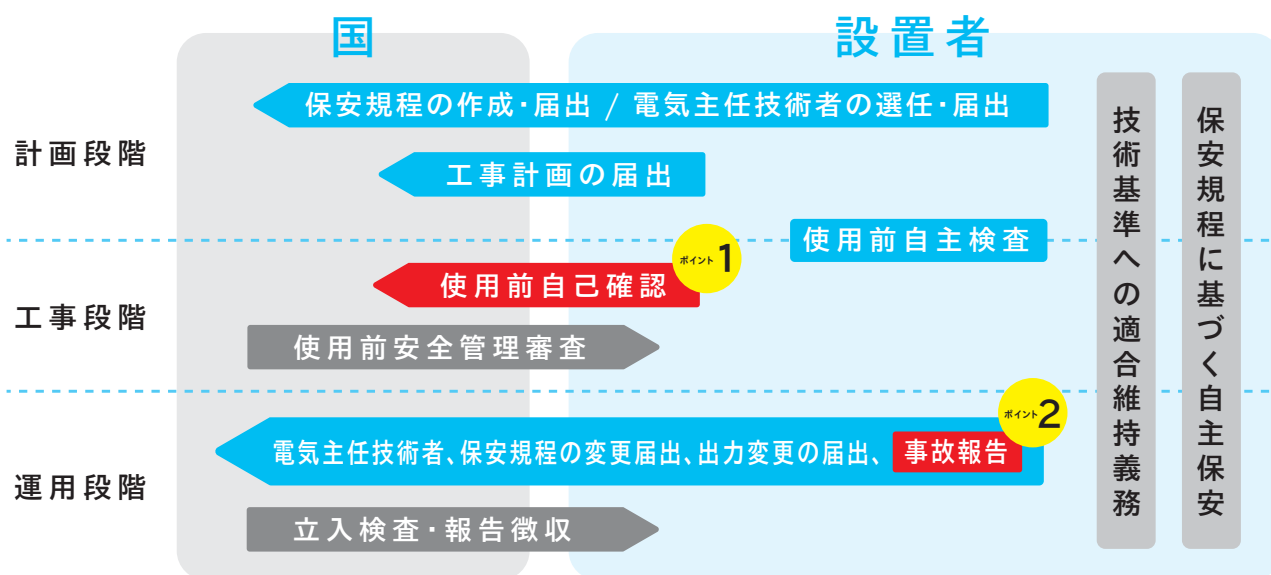 国
設置者
計画段階
保安規程の作成・届出 / 電気主任技術者の選任・届出
工事計画の届出
使用前自主検査
工事段階
使用前自己確認
ポイント1
使用前安全管理審査
運用段階
電気主任技術者、保安規程の変更届出、出力変更の届出、 事故報告
ポイント2
立入検査・報告徴収
技術基準への適合維持義務
保安規程に基づく自主保安